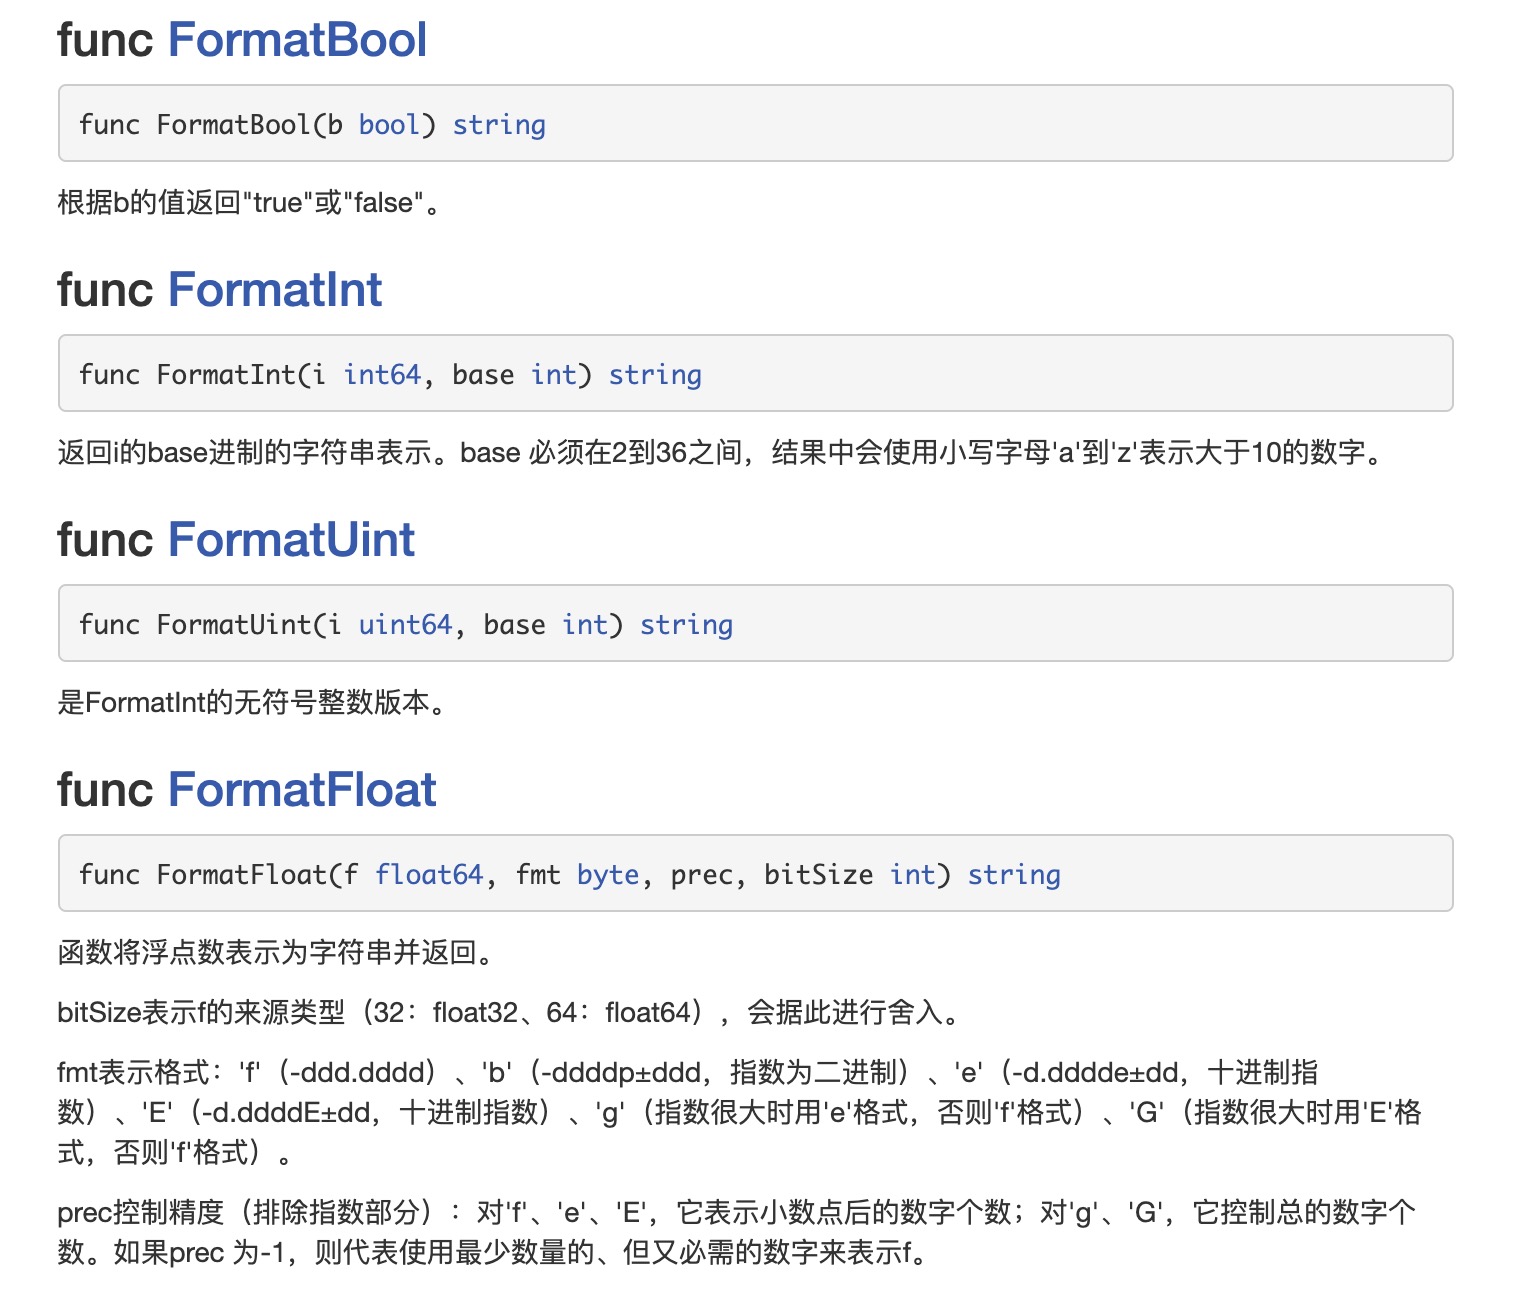 func FormatBool
func FormatBool(b bool) string
根据b的值返回"true"或"false"。
func FormatInt
func FormatInt(i int64, base int) string
返回i的base进制的字符串表示。base 必须在2到36之间，结果中会使用小写字母'a'到'z'表示大于10的数字。
func FormatUint
func FormatUint(i uint64, base int) string
是FormatInt的无符号整数版本。
func FormatFloat
func FormatFloat(f float64, fmt byte, prec, bitSize int) string
函数将浮点数表示为字符串并返回。
bitSize表示f的来源类型（32：float32、64：float64），会据此进行舍入。
fmt表示格式：'f'（-ddd.dddd）、'b'（-ddddp±ddd，指数为二进制）、'e'（-d.dddde±dd，十进制指
数）、'E'（-d.ddddE±dd，十进制指数）、'g'（指数很大时用'e'格式，否则'f'格式）、'G'（指数很大时用'E'格
式，否则'f'格式）。
prec控制精度（排除指数部分）：对'f'、'e'、'E'，它表示小数点后的数字个数；对'g'、'G'，它控制总的数字个
数。如果prec 为-1，则代表使用最少数量的、但又必需的数字来表示f。